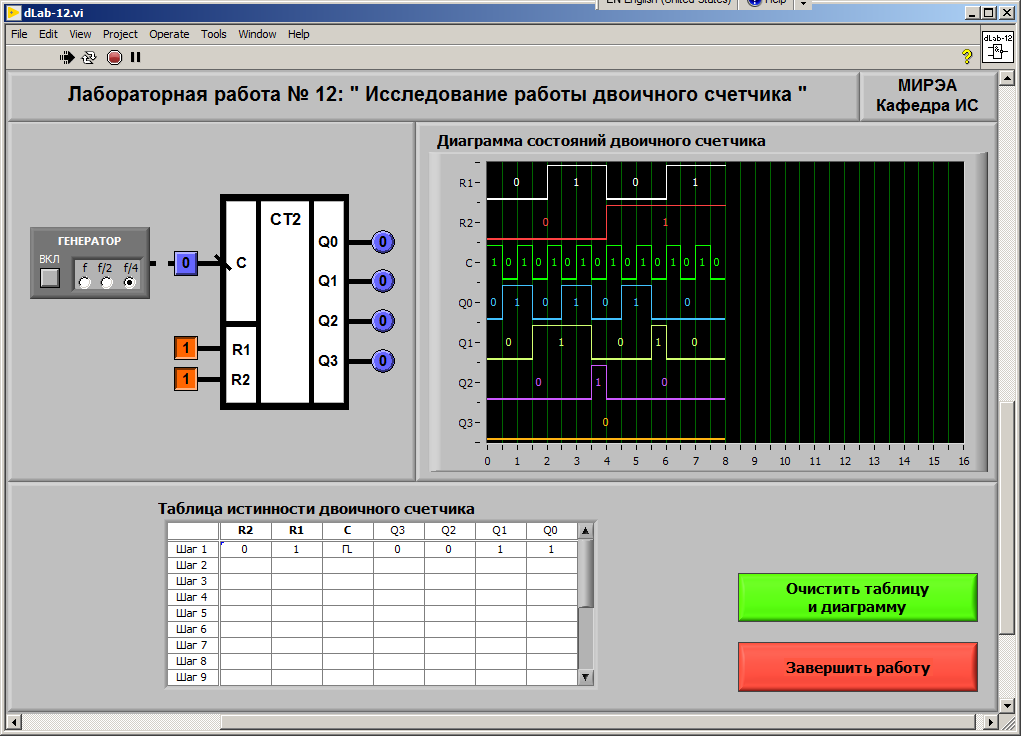 EN English (United States) Help
dLab-12.vi
File Edit View Project Operate Tools Window Help
?
dLab-12
&
Лабораторная работа № 12: " Исследование работы двоичного счетчика "
МИРЭА
Кафедра ИС
ГЕНЕРАТОР
ВКЛ
f f/2 f/4
0
C
CT2
Q0 0
Q1 0
Q2 0
Q3 0
1 R1
1 R2
Диаграмма состояний двоичного счетчика
R1 0 1 0 1
R2 0 1
C 1 0 1 0 1 0 1 0 1 0 1 0 1 0 1 0
Q0 0 1 0 1 0 1 0
Q1 0 1 0 1 0
Q2 0 1 0
Q3 0
0 1 2 3 4 5 6 7 8 9 10 11 12 13 14 15 16
Таблица истинности двоичного счетчика
R2 R1 C Q3 Q2 Q1 Q0
Шаг 1 0 1 0 0 1 1
Шаг 2
Шаг 3
Шаг 4
Шаг 5
Шаг 6
Шаг 7
Шаг 8
Шаг 9
Очистить таблицу
и диаграмму
Завершить работу